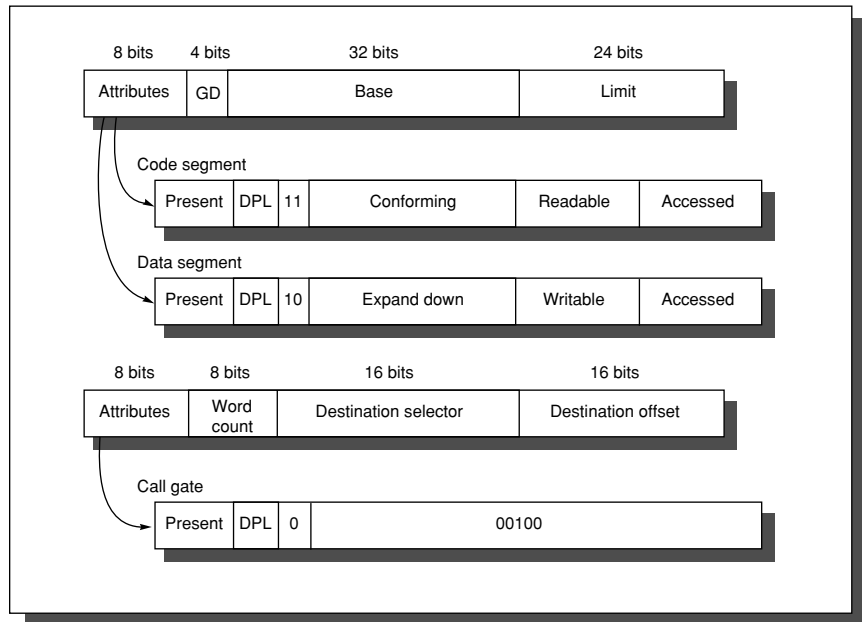 8 bits 4 bits 32 bits 24 bits
Attributes GD Base Limit
Code segment
Present DPL 11 Conforming Readable Accessed
Data segment
Present DPL 10 Expand down Writable Accessed
8 bits 8 bits 16 bits 16 bits
Attributes Word count Destination selector Destination offset
Call gate
Present DPL 0 00100